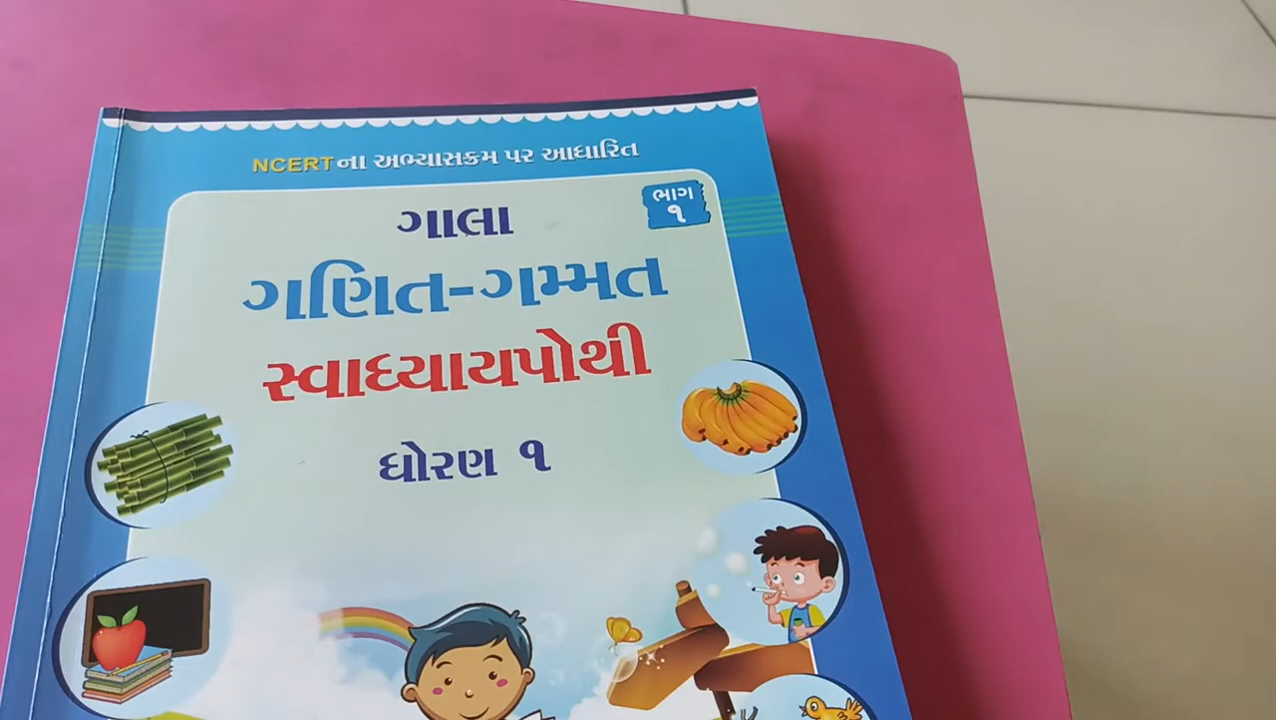 NCERTના અભ્યાસક્રમ પર આધારિત
ભાગ
૧
ગાલા
ગણિત-ગમ્મત
સ્વાધ્યાયપોથી
ધોરણ ૧